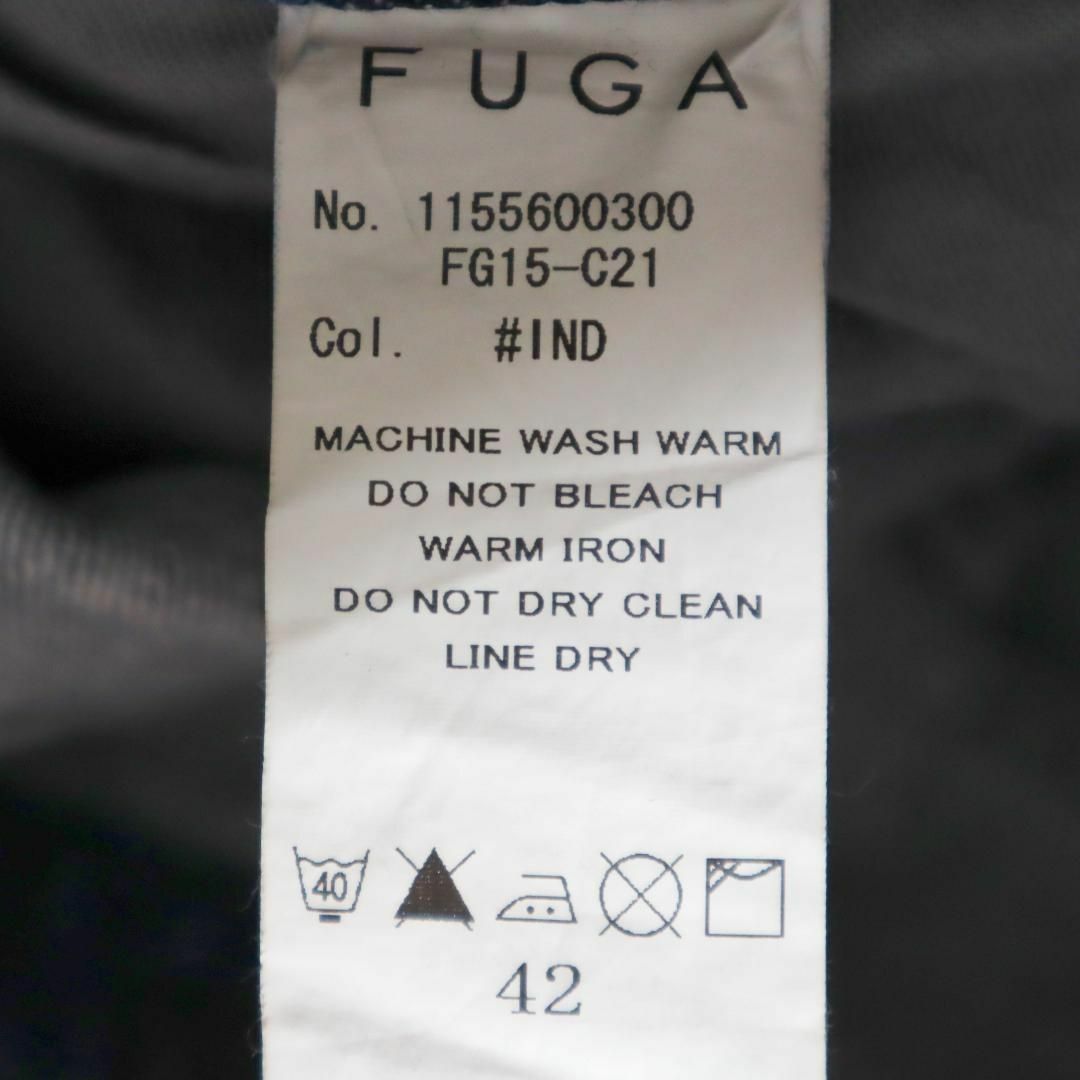 FUGA
No. 1155600300
FG15-C21
Col. #IND
MACHINE WASH WARM
DO NOT BLEACH
WARM IRON
DO NOT DRY CLEAN
LINE DRY
40
42